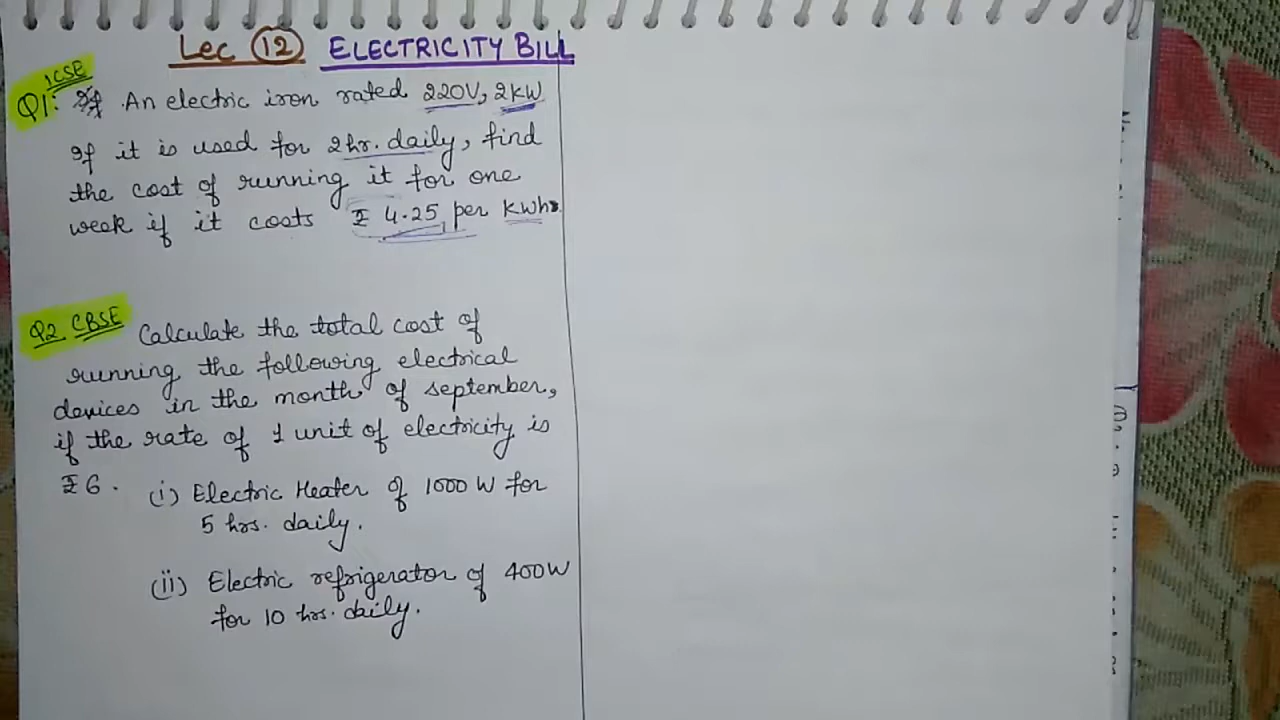 Lec 12 ELECTRICITY BILL
ICSE
Q1: An electric iron rated 220V, 2KW
If it is used for 2hr. daily, find
the cost of running it for one
week if it costs ₹ 4.25 per KWhr.
Q2 CBSE Calculate the total cost of
running the following electrical
devices in the month of september,
if the rate of 1 unit of electricity is
₹6. (i) Electric Heater of 1000 W for
5 hrs. daily.
(ii) Electric refrigerator of 400W
for 10 hrs. daily.